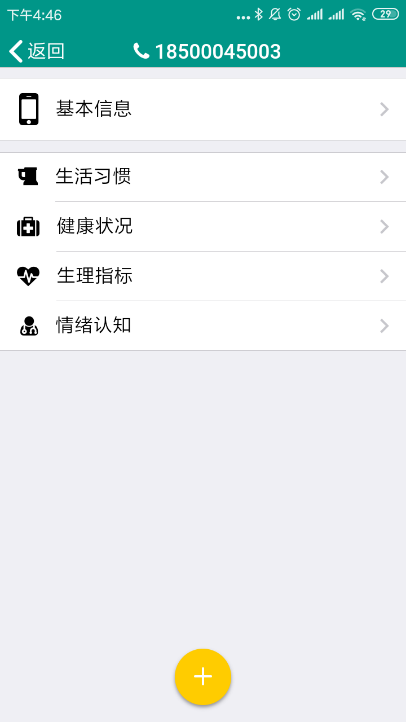 下午4:46
29
返回
18500045003
基本信息
生活习惯
健康状况
生理指标
情绪认知